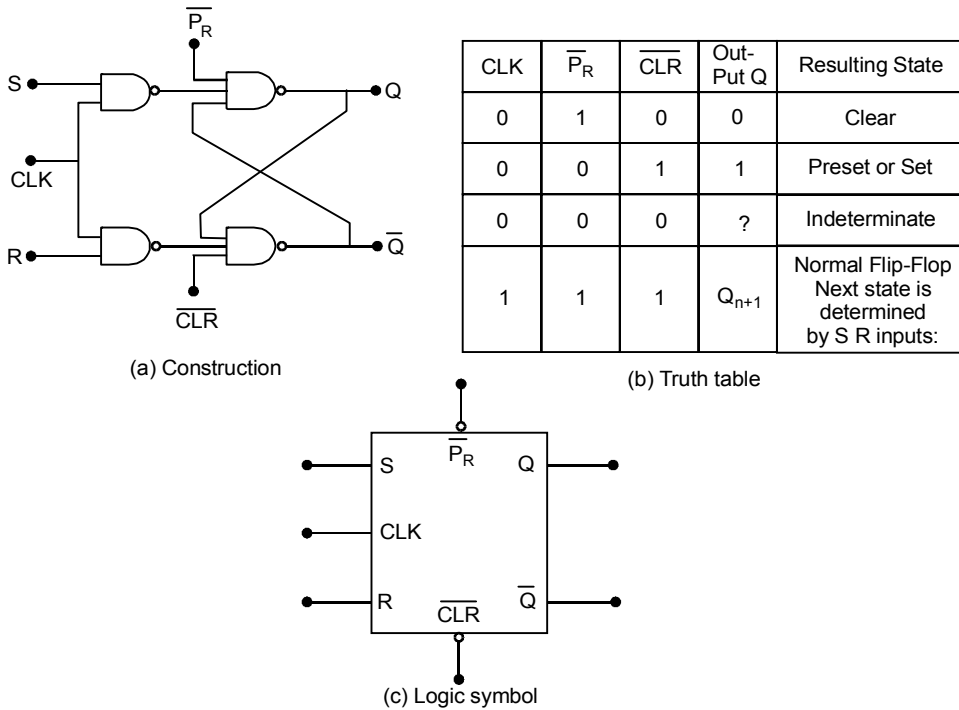 P̅R̅
S
Q
CLK
R
Q̅
C̅L̅R̅
(a) Construction
CLK P̅R̅ C̅L̅R̅ Out-Put Q Resulting State
0 1 0 0 Clear
0 0 1 1 Preset or Set
0 0 0 ? Indeterminate
1 1 1 Qn+1 Normal Flip-Flop
Next state is
determined
by S R inputs:
(b) Truth table
P̅R̅
S Q
CLK
R Q̅
C̅L̅R̅
(c) Logic symbol